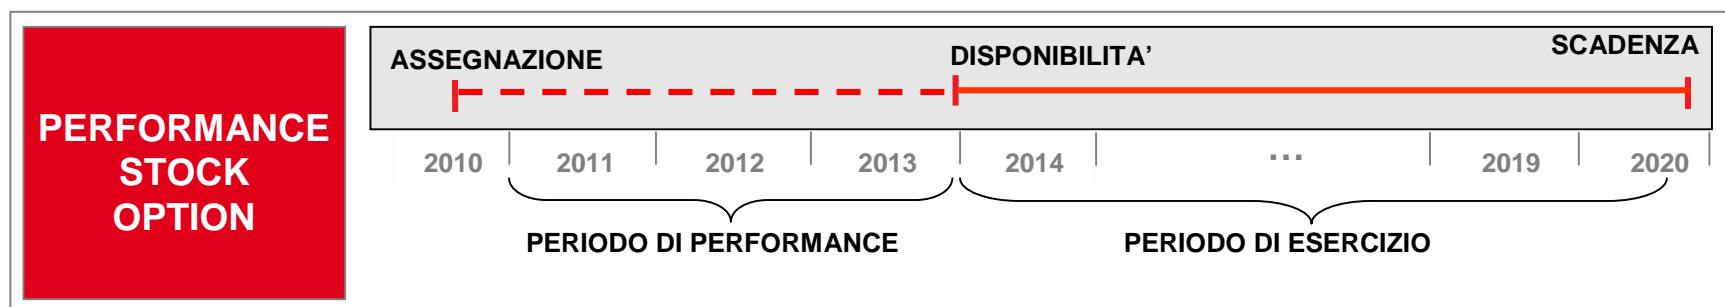 PERFORMANCE
STOCK
OPTION
ASSEGNAZIONE DISPONIBILITA’ SCADENZA
2010 2011 2012 2013 2014 ... 2019 2020
PERIODO DI PERFORMANCE PERIODO DI ESERCIZIO